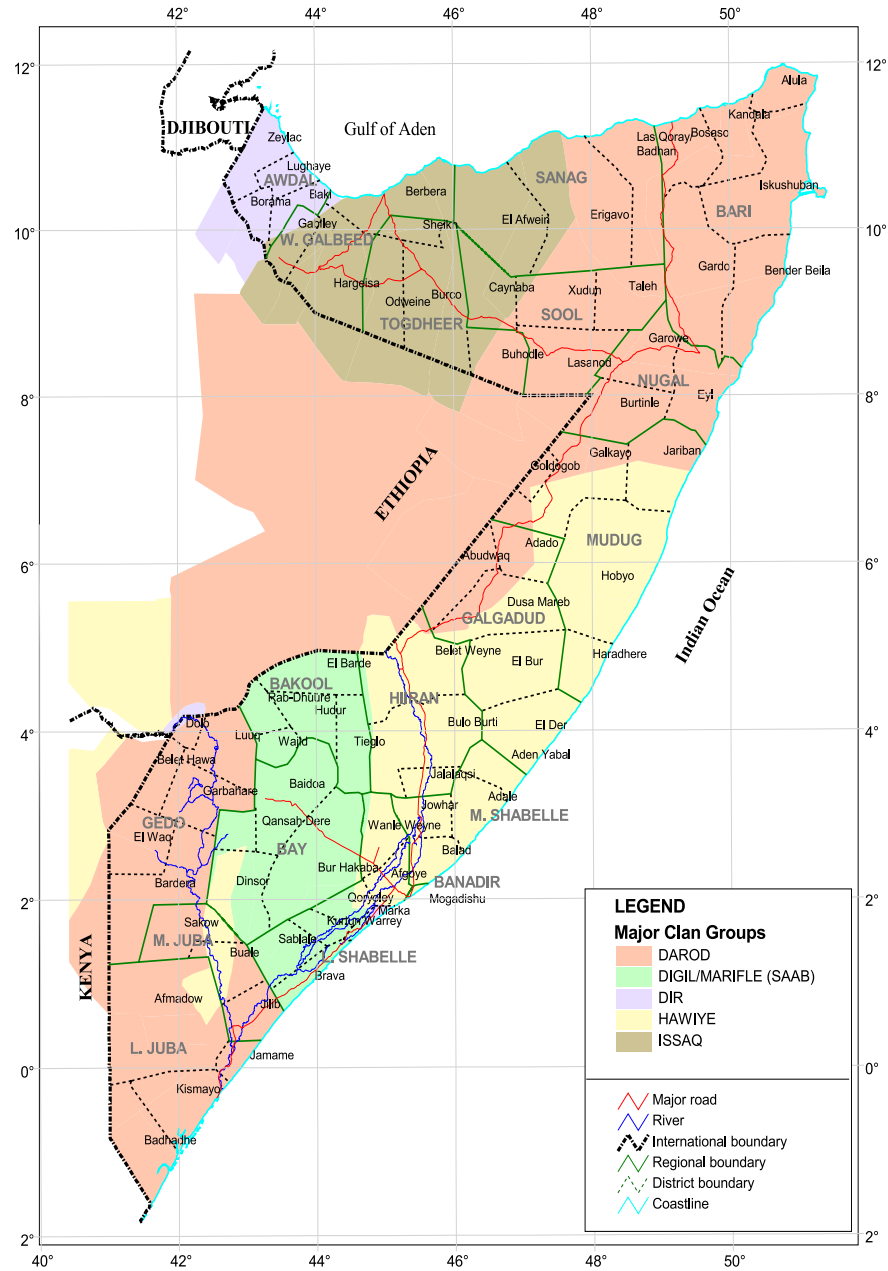 42°
44°
46°
48°
50°
12°
12°
Alula
Kandala
DJIBOUTI
Gulf of Aden
Zeylac
Las Qoray
Bosaso
Badhan
Lughaye
AWDAL
SANAG
Iskushuban
Baki
Berbera
Borama
BARI
Erigavo
El Afwein
Gabiley
Sheik
10°
10°
W. GALBEED
Gardo
Bender Beila
Hargeisa
Caynaba
Xudun
Taleh
Burco
Odweine
SOOL
TOGDHEER
Garowe
Buhodle
Lasanod
NUGAL
8°
8°
Burtinle
Eyl
Galkayo
Jariban
Goldogob
ETHIOPIA
Adado
MUDUG
Abudwaq
6°
6°
Hobyo
Dusa Mareb
GALGADUD
Indian Ocean
Belet Weyne
Haradhere
El Barde
El Bur
BAKOOL
Rab-Dhuure
HIRAN
Hudur
Dolo
Bulo Burti
El Der
4°
4°
Luuq
Wajid
Tieglo
Belet Hawa
Aden Yabal
Jalalaqsi
Baidoa
Garbahare
Adale
Jowhar
GEDO
Qansah Dere
Wanle Weyne
M. SHABELLE
El Waq
BAY
Balad
Bur Hakaba
Bardera
Dinsor
Afgoye
BANADIR
2°
2°
Qoryoley
Mogadishu
Marka
Sakow
Kurtun Warrey
M. JUBA
Sablale
Buale
L. SHABELLE
KENYA
Brava
Afmadow
Jilib
L. JUBA
Jamame
0°
0°
Kismayo
Badhadhe
2°
2°
40°
42°
44°
46°
48°
50°
LEGEND
Major Clan Groups
DAROD
DIGIL/MARIFLE (SAAB)
DIR
HAWIYE
ISSAQ
Major road
River
International boundary
Regional boundary
District boundary
Coastline